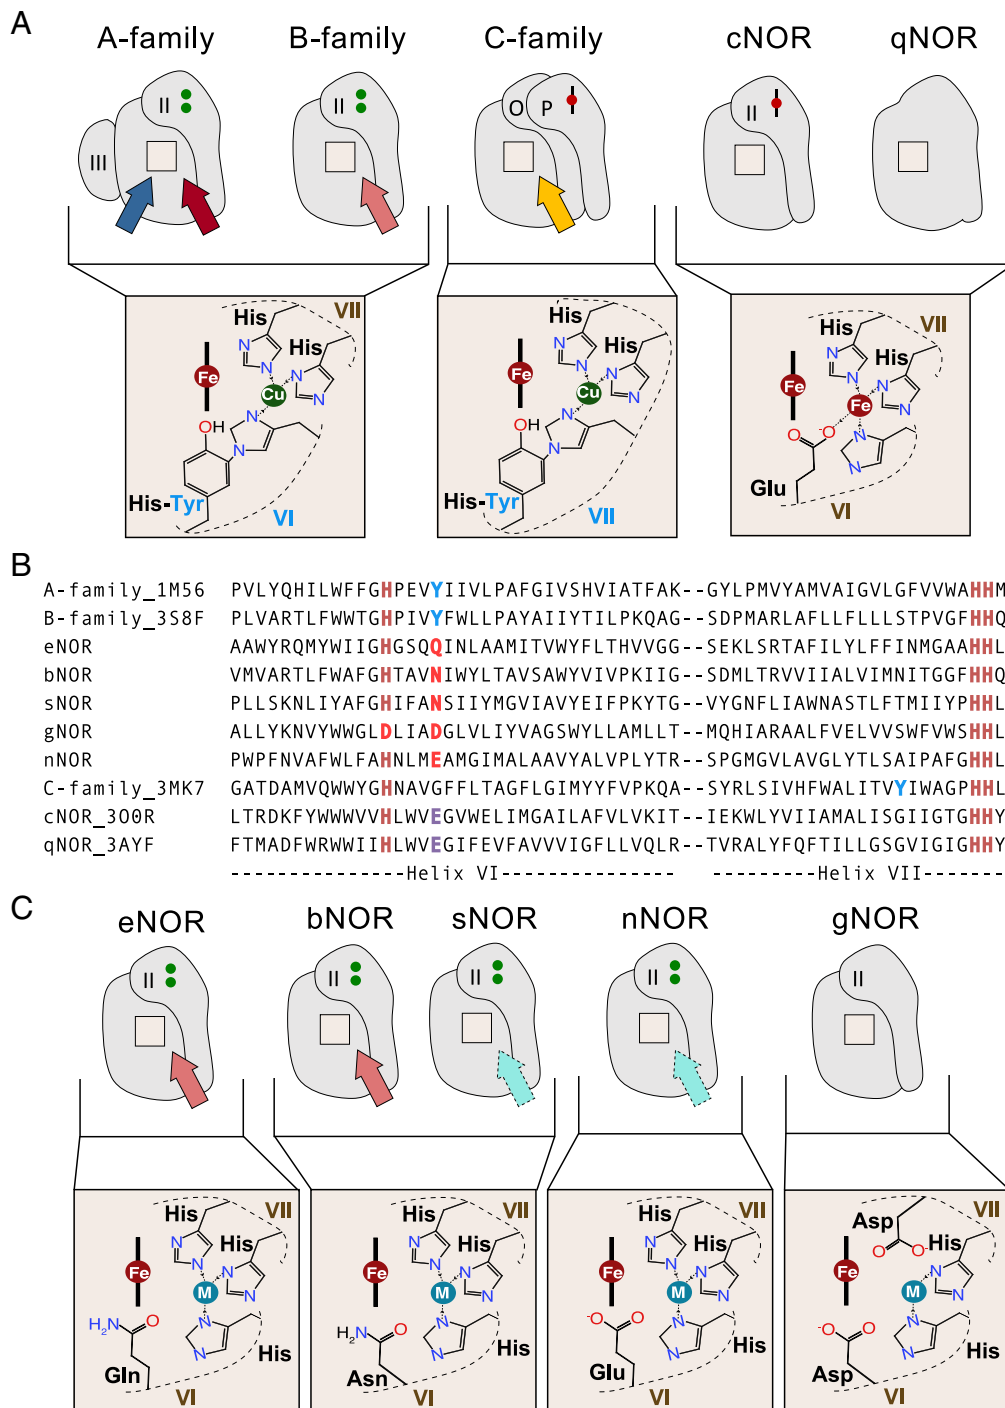 A
A-family B-family C-family cNOR qNOR
II II O P II
III
His VII
His
Fe
Cu
N N N N N N
OH
His-Tyr
VI
His
His
Fe
Cu
N N N N N N
OH
His-Tyr
VII
VII
His
His
Fe
Fe
N N N N N N
O -O
Glu
VI
B
A-family_1M56 PVLYQHILWFFGHPEVYIIVLPAFGIVSHVIATFAK--GYLPMVYAMVAIGVLGFVVWAHHM
B-family_3S8F PLVARTLFWWTGHPIVYFWLLPAYAIIYTILPKQAG--SDPMARLAFLLFLLLSTPVGFHHQ
eNOR AAWYRQMYWIIGHGSQQINLAAMITVWYFLTHVVGG--SEKLSRTAFILYLFFINMGAAHHL
bNOR VMVARTLFWAFGHTAVNIWYLTAVSAWYVIVPKIIG--SDMLTRVVIIALVIMNITGGFHHQ
sNOR PLLSKNLIYAFGHIFANSIIYMGVIAVYEIFPKYTG--VYGNFLIAWNASTLFTMIIYPHHL
gNOR ALLYKNVYWWGLDLIADGLVLIYVAGSWYLLAMLLT--MQHIARAALFVELVVSWFVWSHHL
nNOR PWPFNVAFWLFAHNLMEAMGIMALAAVYALVPLYTR--SPGMGVLAVGLYTLSAIPAFGHHL
C-family_3MK7 GATDAMVQWWYGHNAVGFFLTAGFLGIMYYFVPKQA--SYRLSIVHFWALITVYIWAGPHHL
cNOR_3O0R LTRDKFYWWWVVHLWVEGVWELIMGAILAFVLVKIT--IEKWLYVIIAMALISGIIGTGHHY
qNOR_3AYF FTMADFWRWWIIHLWVEGIFEVFAVVVIGFLLVQLR--TVRALYFQFTILLGSGVIGIGHHY
---------------Helix VI---------------  ---------Helix VII---------
C
eNOR bNOR sNOR nNOR gNOR
II II II II II
His VII
His
Fe
M
N N N N N N
H2N O
Gln His
VI
His VII
His
Fe
M
N N N N N N
H2N O
Asn His
VI
His VII
His
Fe
M
N N N N N N
-O O
Glu His
VI
VII
Asp
His
O O-
Fe
M
N N N N
-O O
Asp His
VI